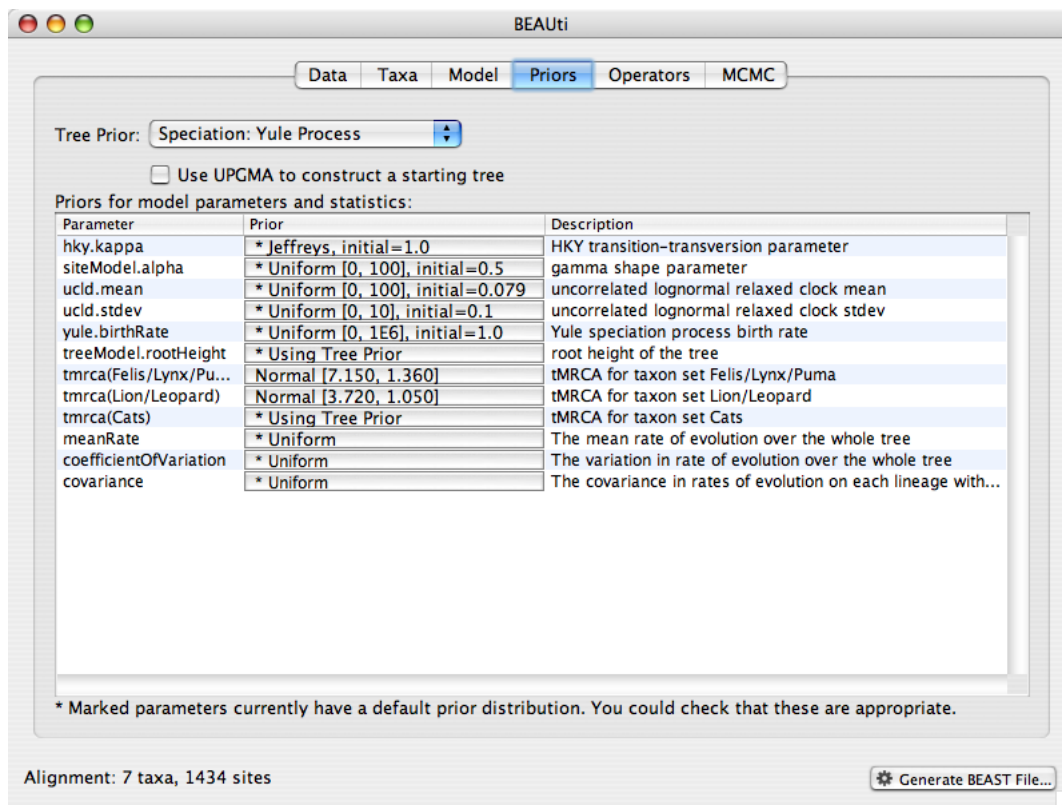 BEAUti
Data Taxa Model Priors Operators MCMC
Tree Prior: Speciation: Yule Process
Use UPGMA to construct a starting tree
Priors for model parameters and statistics:
Parameter Prior Description
hky.kappa * Jeffreys, initial=1.0 HKY transition-transversion parameter
siteModel.alpha * Uniform [0, 100], initial=0.5 gamma shape parameter
ucld.mean * Uniform [0, 100], initial=0.079 uncorrelated lognormal relaxed clock mean
ucld.stdev * Uniform [0, 10], initial=0.1 uncorrelated lognormal relaxed clock stdev
yule.birthRate * Uniform [0, 1E6], initial=1.0 Yule speciation process birth rate
treeModel.rootHeight * Using Tree Prior root height of the tree
tmrca(Felis/Lynx/Pu... Normal [7.150, 1.360] tMRCA for taxon set Felis/Lynx/Puma
tmrca(Lion/Leopard) Normal [3.720, 1.050] tMRCA for taxon set Lion/Leopard
tmrca(Cats) * Using Tree Prior tMRCA for taxon set Cats
meanRate * Uniform The mean rate of evolution over the whole tree
coefficientOfVariation * Uniform The variation in rate of evolution over the whole tree
covariance * Uniform The covariance in rates of evolution on each lineage with...
* Marked parameters currently have a default prior distribution. You could check that these are appropriate.
Alignment: 7 taxa, 1434 sites
Generate BEAST File...